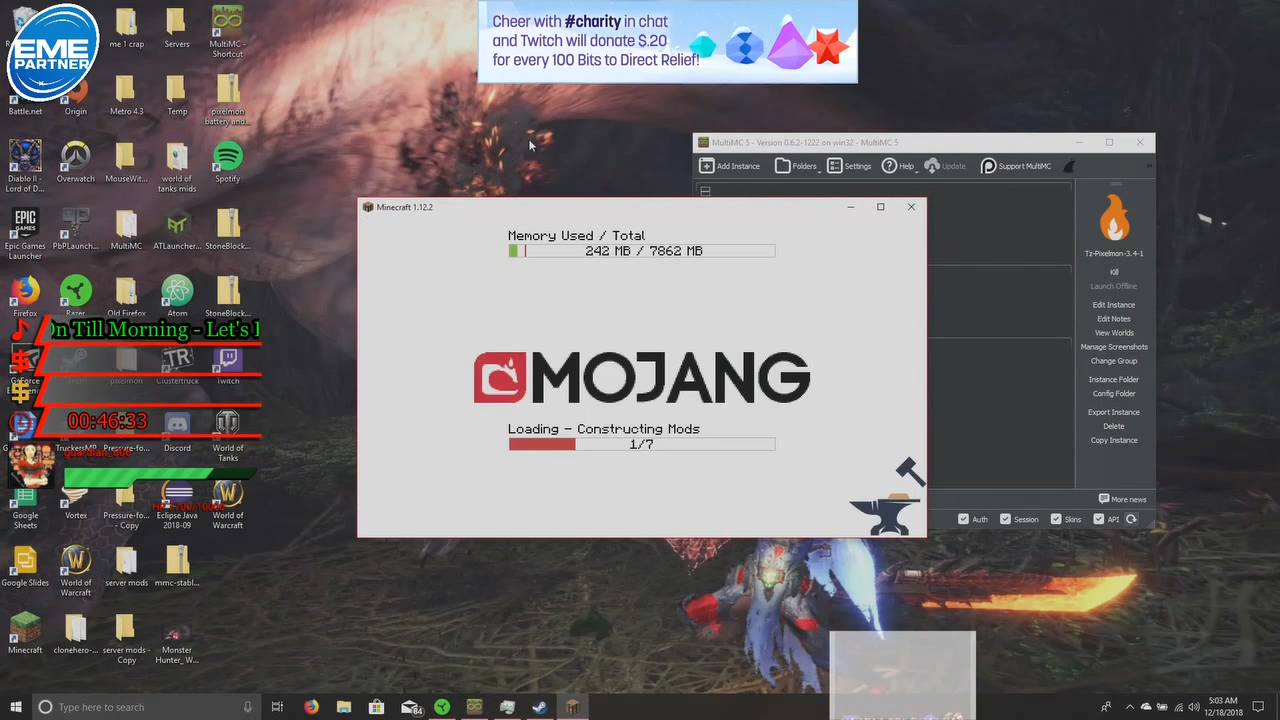 EME
PARTNER
me 1 crap
Servers
MultiMC -
Shortcut
Cheer with #charity in chat
and Twitch will donate $.20
for every 100 Bits to Direct Relief!
Battle.net
Origin
Metro 4.3
Temp
pixelmon
battery and...
Diablo II -
Lord of D...
Overwatch
MouseWit...
world of
tanks mids
Spotify
Epic Games
Launcher
PbPLaunch...
MultiMC
ATLauncher...
StoneBlock...
Firefox
Razer
Old Firefox
Atom
StoneBlock...
On Till Morning - Let's
pixelmon
Clustertruck
Twitch
00:46:33
TruckersMP
Pressure-fo...
Discord
World of
Tanks
guardian_606
Google
Sheets
Vortex
Pressure-fo...
- Copy
Eclipse Java
2018-09
World of
Warcraft
Google Slides
World of
Warcraft
server mods
mmc-stabl...
Minecraft
clonehero-...
server mods
- Copy
Monster
Hunter_ W...
MultiMC 5 - Version 0.6.2-1222 on win32 - MultiMC 5
Add Instance
Folders
Settings
Help
Update
Support MultiMC
Minecraft 1.12.2
Memory Used / Total
242 MB / 7862 MB
MOJANG
Loading - Constructing Mods
1/7
Tz-Pixelmon-3.4-1
Kill
Launch Offline
Edit Instance
Edit Notes
View Worlds
Manage Screenshots
Change Group
Instance Folder
Config Folder
Export Instance
Delete
Copy Instance
More news
Auth
Session
Skins
API
Type here to search
84
5:03 AM
12/18/2018